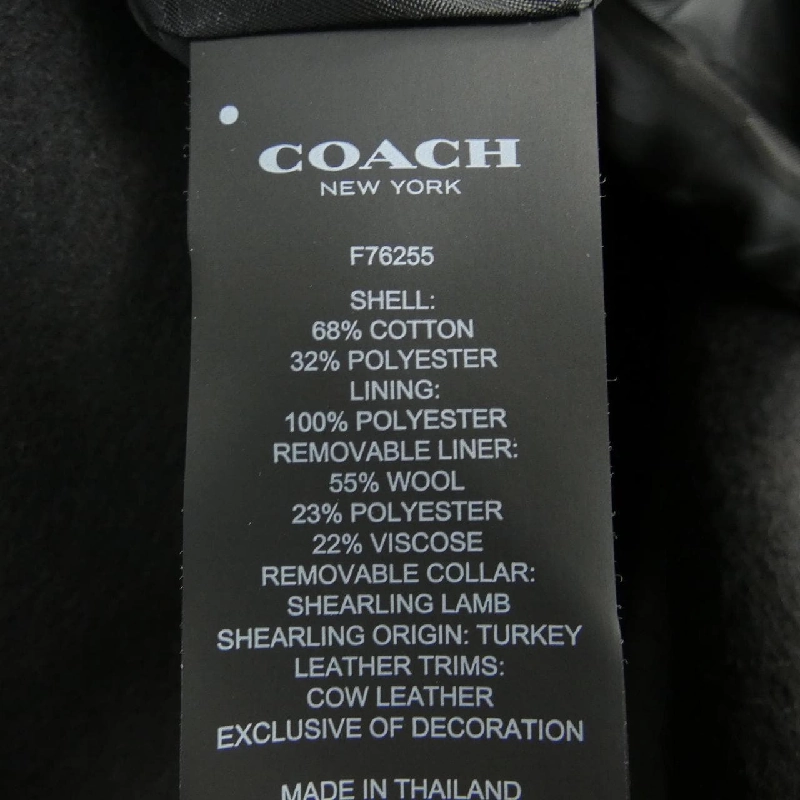 COACH
NEW YORK
F76255
SHELL:
68% COTTON
32% POLYESTER
LINING:
100% POLYESTER
REMOVABLE LINER:
55% WOOL
23% POLYESTER
22% VISCOSE
REMOVABLE COLLAR:
SHEARLING LAMB
SHEARLING ORIGIN: TURKEY
LEATHER TRIMS:
COW LEATHER
EXCLUSIVE OF DECORATION
MADE IN THAILAND